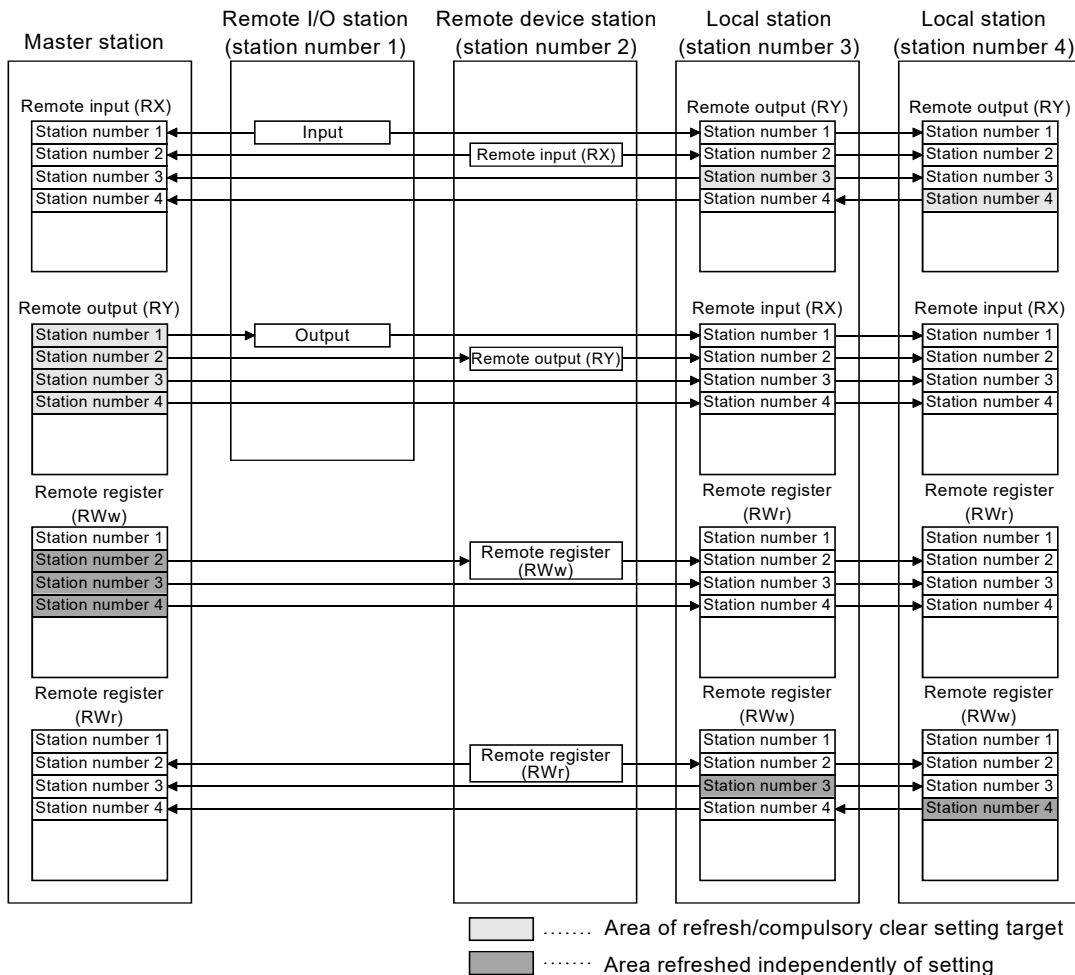 Master station
Remote I/O station
(station number 1)
Remote device station
(station number 2)
Local station
(station number 3)
Local station
(station number 4)
Remote input (RX)
Station number 1
Station number 2
Station number 3
Station number 4
Input
Remote input (RX)
Remote output (RY)
Station number 1
Station number 2
Station number 3
Station number 4
Remote output (RY)
Station number 1
Station number 2
Station number 3
Station number 4
Remote output (RY)
Station number 1
Station number 2
Station number 3
Station number 4
Output
Remote output (RY)
Remote input (RX)
Station number 1
Station number 2
Station number 3
Station number 4
Remote input (RX)
Station number 1
Station number 2
Station number 3
Station number 4
Remote register
(RWw)
Station number 1
Station number 2
Station number 3
Station number 4
Remote register
(RWw)
Remote register
(RWr)
Station number 1
Station number 2
Station number 3
Station number 4
Remote register
(RWr)
Station number 1
Station number 2
Station number 3
Station number 4
Remote register
(RWr)
Station number 1
Station number 2
Station number 3
Station number 4
Remote register
(RWr)
Remote register
(RWw)
Station number 1
Station number 2
Station number 3
Station number 4
Remote register
(RWw)
Station number 1
Station number 2
Station number 3
Station number 4
....... Area of refresh/compulsory clear setting target
....... Area refreshed independently of setting